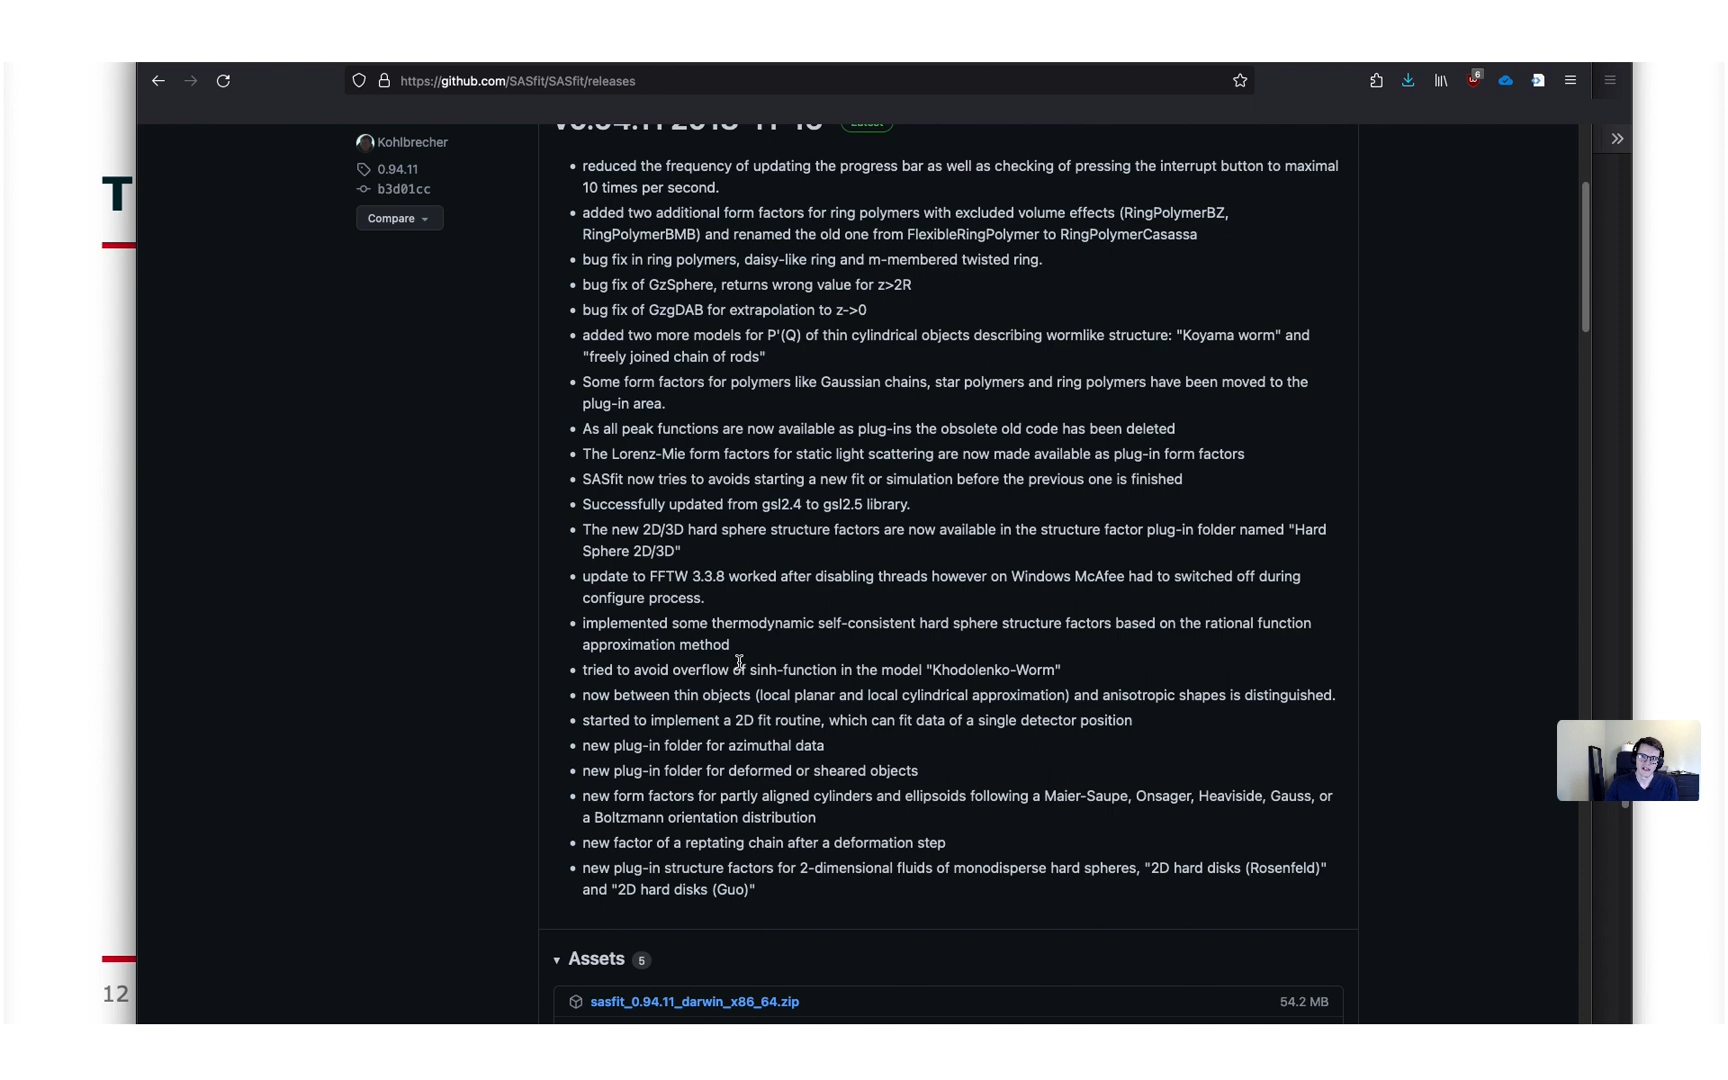 https://github.com/SASfit/SASfit/releases
6
T
Kohlbrecher
0.94.11
b3d01cc
Compare
• reduced the frequency of updating the progress bar as well as checking of pressing the interrupt button to maximal
10 times per second.
• added two additional form factors for ring polymers with excluded volume effects (RingPolymerBZ,
RingPolymerBMB) and renamed the old one from FlexibleRingPolymer to RingPolymerCasassa
• bug fix in ring polymers, daisy-like ring and m-membered twisted ring.
• bug fix of GzSphere, returns wrong value for z>2R
• bug fix of GzgDAB for extrapolation to z->0
• added two more models for P'(Q) of thin cylindrical objects describing wormlike structure: "Koyama worm" and
"freely joined chain of rods"
• Some form factors for polymers like Gaussian chains, star polymers and ring polymers have been moved to the
plug-in area.
• As all peak functions are now available as plug-ins the obsolete old code has been deleted
• The Lorenz-Mie form factors for static light scattering are now made available as plug-in form factors
• SASfit now tries to avoids starting a new fit or simulation before the previous one is finished
• Successfully updated from gsl2.4 to gsl2.5 library.
• The new 2D/3D hard sphere structure factors are now available in the structure factor plug-in folder named "Hard
Sphere 2D/3D"
• update to FFTW 3.3.8 worked after disabling threads however on Windows McAfee had to switched off during
configure process.
• implemented some thermodynamic self-consistent hard sphere structure factors based on the rational function
approximation method
• tried to avoid overflow of sinh-function in the model "Khodolenko-Worm"
• now between thin objects (local planar and local cylindrical approximation) and anisotropic shapes is distinguished.
• started to implement a 2D fit routine, which can fit data of a single detector position
• new plug-in folder for azimuthal data
• new plug-in folder for deformed or sheared objects
• new form factors for partly aligned cylinders and ellipsoids following a Maier-Saupe, Onsager, Heaviside, Gauss, or
a Boltzmann orientation distribution
• new factor of a reptating chain after a deformation step
• new plug-in structure factors for 2-dimensional fluids of monodisperse hard spheres, "2D hard disks (Rosenfeld)"
and "2D hard disks (Guo)"
Assets 5
sasfit_0.94.11_darwin_x86_64.zip 54.2 MB
12